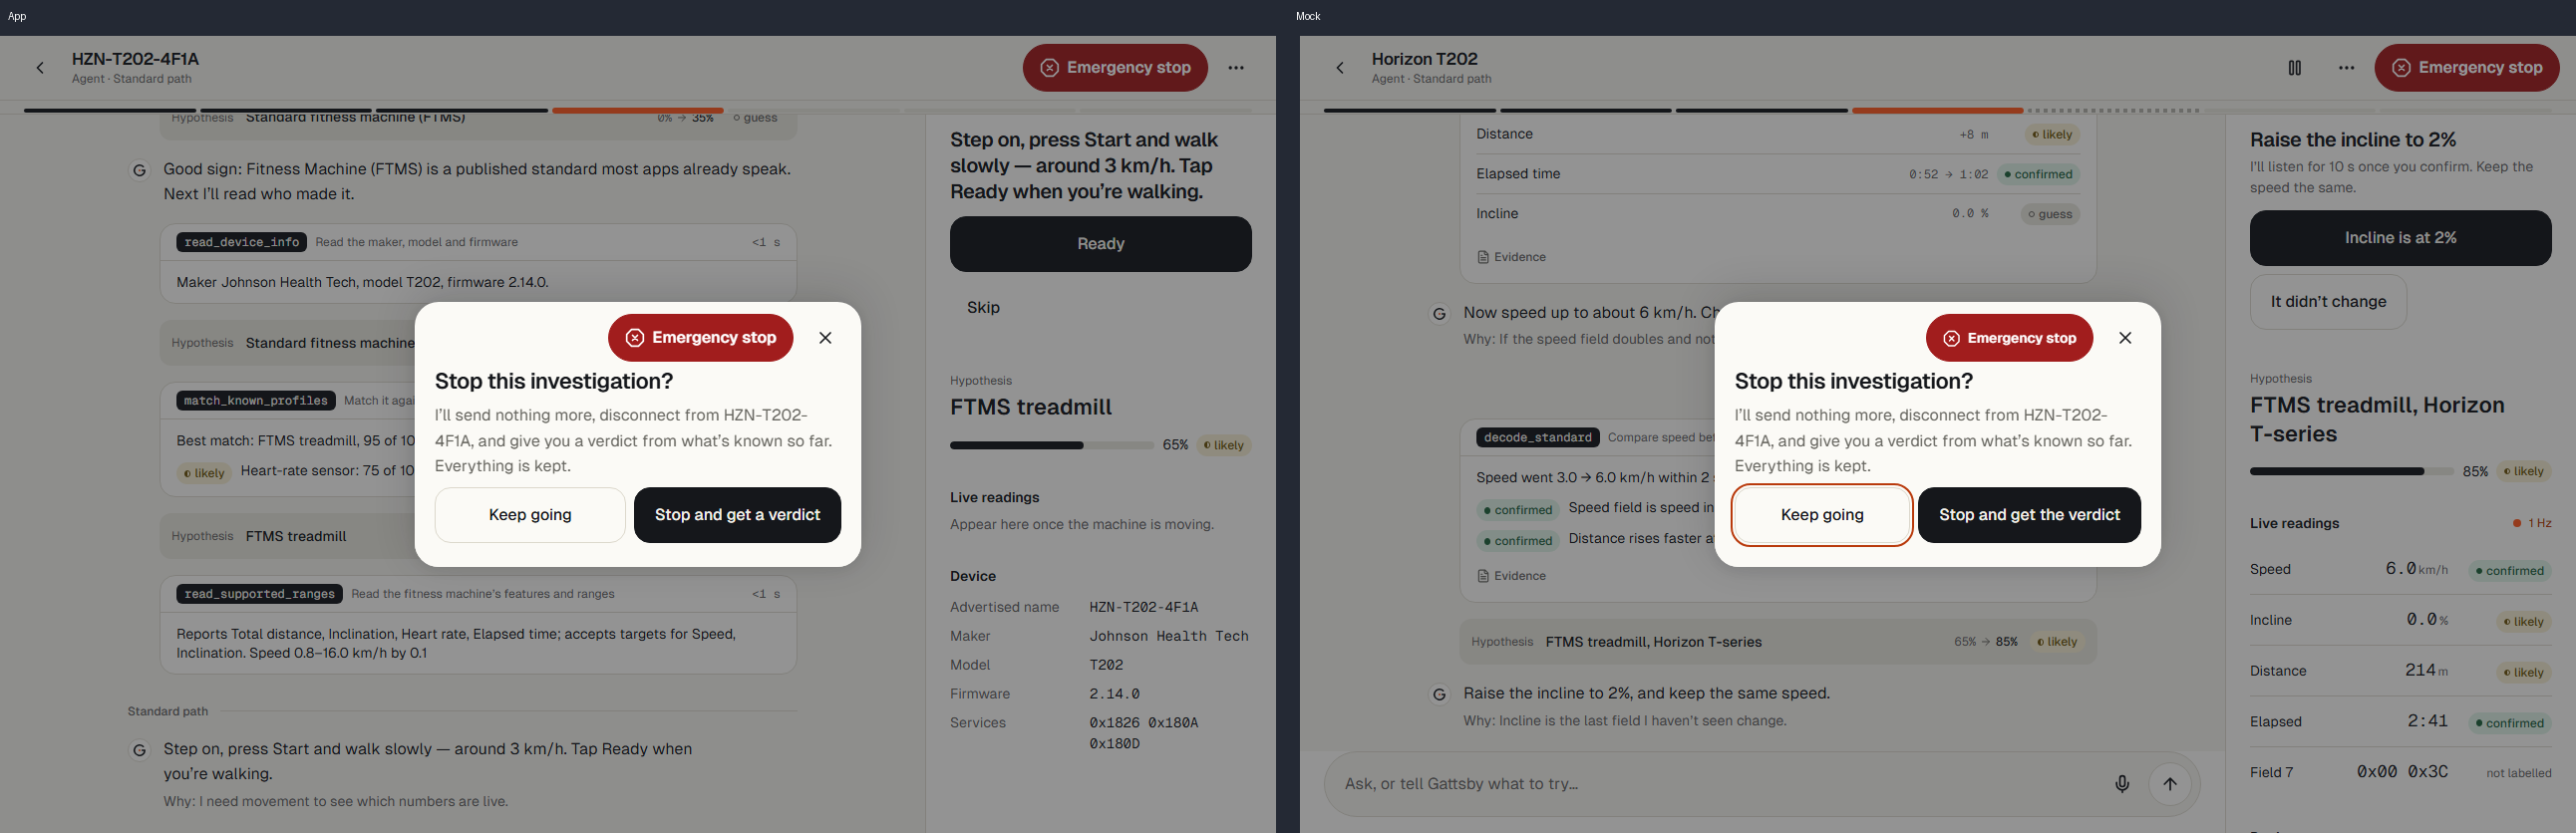 App
HZN-T202-4F1A
Agent · Standard path
Emergency stop
Hypothesis Standard fitness machine (FTMS) 0% → 35% guess
Good sign: Fitness Machine (FTMS) is a published standard most apps already speak.
Next I’ll read who made it.
read_device_info Read the maker, model and firmware <1 s
Maker Johnson Health Tech, model T202, firmware 2.14.0.
Hypothesis Standard fitness machine
match_known_profiles Match it agai
Best match: FTMS treadmill, 95 of 10
likely Heart-rate sensor: 75 of 10
Hypothesis FTMS treadmill
read_supported_ranges Read the fitness machine’s features and ranges <1 s
Reports Total distance, Inclination, Heart rate, Elapsed time; accepts targets for Speed,
Inclination. Speed 0.8–16.0 km/h by 0.1
Standard path
G Step on, press Start and walk slowly — around 3 km/h. Tap Ready when
you’re walking.
Why: I need movement to see which numbers are live.
Emergency stop
Stop this investigation?
I’ll send nothing more, disconnect from HZN-T202-
4F1A, and give you a verdict from what’s known so far.
Everything is kept.
Keep going
Stop and get a verdict
Step on, press Start and walk
slowly — around 3 km/h. Tap
Ready when you’re walking.
Ready
Skip
Hypothesis
FTMS treadmill
65% likely
Live readings
Appear here once the machine is moving.
Device
Advertised name HZN-T202-4F1A
Maker Johnson Health Tech
Model T202
Firmware 2.14.0
Services 0x1826 0x180A
0x180D
Mock
Horizon T202
Agent · Standard path
Emergency stop
Distance +8 m likely
Elapsed time 0:52 → 1:02 confirmed
Incline 0.0 % guess
Evidence
G Now speed up to about 6 km/h. Ch
Why: If the speed field doubles and not
decode_standard Compare speed bet
Speed went 3.0 → 6.0 km/h within 2 s
confirmed Speed field is speed in
confirmed Distance rises faster a
Evidence
Hypothesis FTMS treadmill, Horizon T-series 65% → 85% likely
G Raise the incline to 2%, and keep the same speed.
Why: Incline is the last field I haven’t seen change.
Ask, or tell Gattsby what to try…
Emergency stop
Stop this investigation?
I’ll send nothing more, disconnect from HZN-T202-
4F1A, and give you a verdict from what’s known so far.
Everything is kept.
Keep going
Stop and get the verdict
Raise the incline to 2%
I’ll listen for 10 s once you confirm. Keep the
speed the same.
Incline is at 2%
It didn’t change
Hypothesis
FTMS treadmill, Horizon
T-series
85% likely
Live readings 1 Hz
Speed 6.0 km/h confirmed
Incline 0.0 % likely
Distance 214 m likely
Elapsed 2:41 confirmed
Field 7 0x00 0x3C not labelled